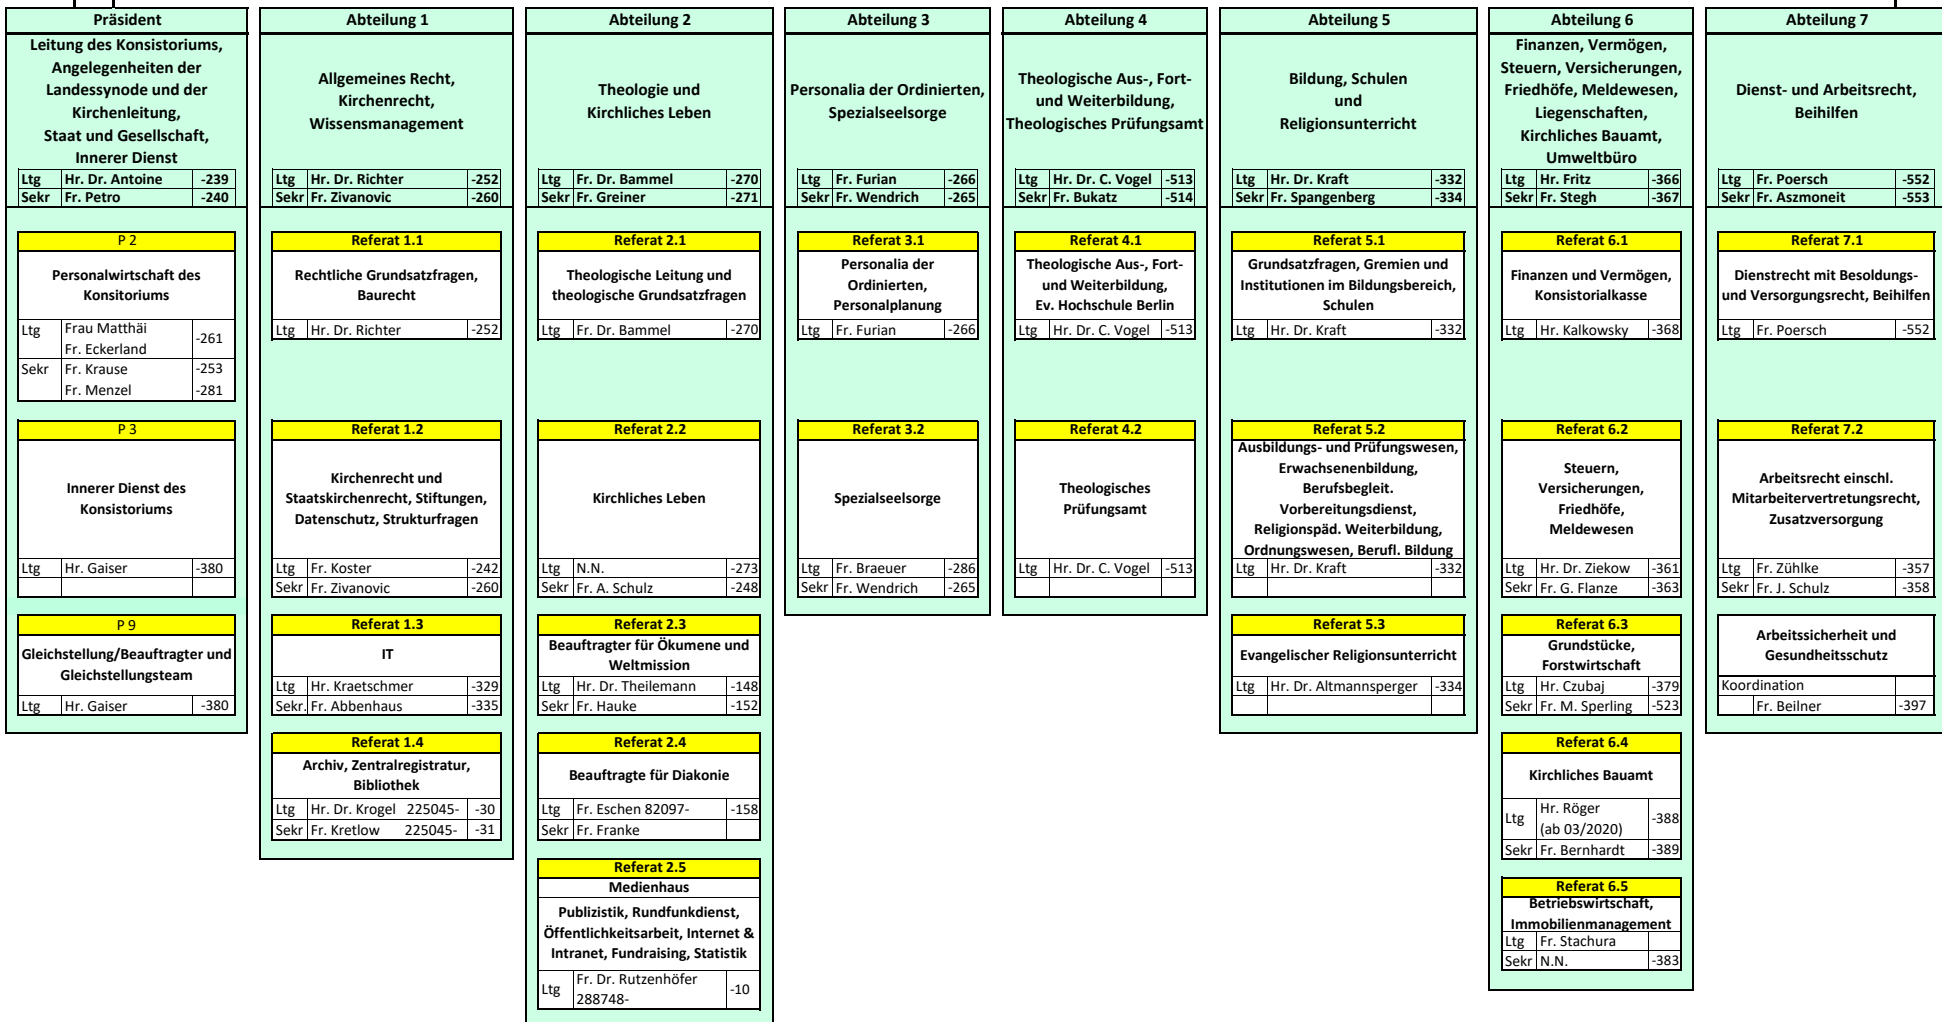 Präsident
Leitung des Konsistoriums,
Angelegenheiten der
Landessynode und der
Kirchenleitung,
Staat und Gesellschaft,
Innerer Dienst
Ltg Hr. Dr. Antoine -239
Sekr Fr. Petro -240
P 2
Personalwirtschaft des
Konsitoriums
Ltg Frau Matthäi
Fr. Eckerland -261
Sekr Fr. Krause -253
Fr. Menzel -281
P 3
Innerer Dienst des
Konsistoriums
Ltg Hr. Gaiser -380
P 9
Gleichstellung/Beauftragter und
Gleichstellungsteam
Ltg Hr. Gaiser -380
Abteilung 1
Allgemeines Recht,
Kirchenrecht,
Wissensmanagement
Ltg Hr. Dr. Richter -252
Sekr Fr. Zivanovic -260
Referat 1.1
Rechtliche Grundsatzfragen,
Baurecht
Ltg Hr. Dr. Richter -252
Referat 1.2
Kirchenrecht und
Staatskirchenrecht, Stiftungen,
Datenschutz, Strukturfragen
Ltg Fr. Koster -242
Sekr Fr. Zivanovic -260
Referat 1.3
IT
Ltg Hr. Kraetschmer -329
Sekr. Fr. Abbenhaus -335
Referat 1.4
Archiv, Zentralregistratur,
Bibliothek
Ltg Hr. Dr. Krogel 225045- -30
Sekr Fr. Kretlow 225045- -31
Abteilung 2
Theologie und
Kirchliches Leben
Ltg Fr. Dr. Bammel -270
Sekr Fr. Greiner -271
Referat 2.1
Theologische Leitung und
theologische Grundsatzfragen
Ltg Fr. Dr. Bammel -270
Referat 2.2
Kirchliches Leben
Ltg N.N. -273
Sekr Fr. A. Schulz -248
Referat 2.3
Beauftragter für Ökumene und
Weltmission
Ltg Hr. Dr. Theilemann -148
Sekr Fr. Hauke -152
Referat 2.4
Beauftragte für Diakonie
Ltg Fr. Eschen 82097- -158
Sekr Fr. Franke
Referat 2.5
Medienhaus
Publizistik, Rundfunkdienst,
Öffentlichkeitsarbeit, Internet &
Intranet, Fundraising, Statistik
Ltg Fr. Dr. Rutzenhöfer
288748- -10
Abteilung 3
Personalia der Ordinierten,
Spezialseelsorge
Ltg Fr. Furian -266
Sekr Fr. Wendrich -265
Referat 3.1
Personalia der
Ordinierten,
Personalplanung
Ltg Fr. Furian -266
Referat 3.2
Spezialseelsorge
Ltg Fr. Braeuer -286
Sekr Fr. Wendrich -265
Abteilung 4
Theologische Aus-, Fort-
und Weiterbildung,
Theologisches Prüfungsamt
Ltg Hr. Dr. C. Vogel -513
Sekr Fr. Bukatz -514
Referat 4.1
Theologische Aus-, Fort-
und Weiterbildung,
Ev. Hochschule Berlin
Ltg Hr. Dr. C. Vogel -513
Referat 4.2
Theologisches
Prüfungsamt
Ltg Hr. Dr. C. Vogel -513
Abteilung 5
Bildung, Schulen
und
Religionsunterricht
Ltg Hr. Dr. Kraft -332
Sekr Fr. Spangenberg -334
Referat 5.1
Grundsatzfragen, Gremien und
Institutionen im Bildungsbereich,
Schulen
Ltg Hr. Dr. Kraft -332
Referat 5.2
Ausbildungs- und Prüfungswesen,
Erwachsenenbildung,
Berufsbegleit.
Vorbereitungsdienst,
Religionspäd. Weiterbildung,
Ordnungswesen, Berufl. Bildung
Ltg Hr. Dr. Kraft -332
Referat 5.3
Evangelischer Religionsunterricht
Ltg Hr. Dr. Altmannsperger -334
Abteilung 6
Finanzen, Vermögen,
Steuern, Versicherungen,
Friedhöfe, Meldewesen,
Liegenschaften,
Kirchliches Bauamt,
Umweltbüro
Ltg Hr. Fritz -366
Sekr Fr. Stegh -367
Referat 6.1
Finanzen und Vermögen,
Konsistorialkasse
Ltg Hr. Kalkowsky -368
Referat 6.2
Steuern,
Versicherungen,
Friedhöfe,
Meldewesen
Ltg Hr. Dr. Ziekow -361
Sekr Fr. G. Flanze -363
Referat 6.3
Grundstücke,
Forstwirtschaft
Ltg Hr. Czubaj -379
Sekr Fr. M. Sperling -523
Referat 6.4
Kirchliches Bauamt
Ltg Hr. Röger
(ab 03/2020) -388
Sekr Fr. Bernhardt -389
Referat 6.5
Betriebswirtschaft,
Immobilienmanagement
Ltg Fr. Stachura
Sekr N.N. -383
Abteilung 7
Dienst- und Arbeitsrecht,
Beihilfen
Ltg Fr. Poersch -552
Sekr Fr. Aszmoneit -553
Referat 7.1
Dienstrecht mit Besoldungs-
und Versorgungsrecht, Beihilfen
Ltg Fr. Poersch -552
Referat 7.2
Arbeitsrecht einschl.
Mitarbeitervertretungsrecht,
Zusatzversorgung
Ltg Fr. Zühlke -357
Sekr Fr. J. Schulz -358
Arbeitssicherheit und
Gesundheitsschutz
Koordination
Fr. Beilner -397